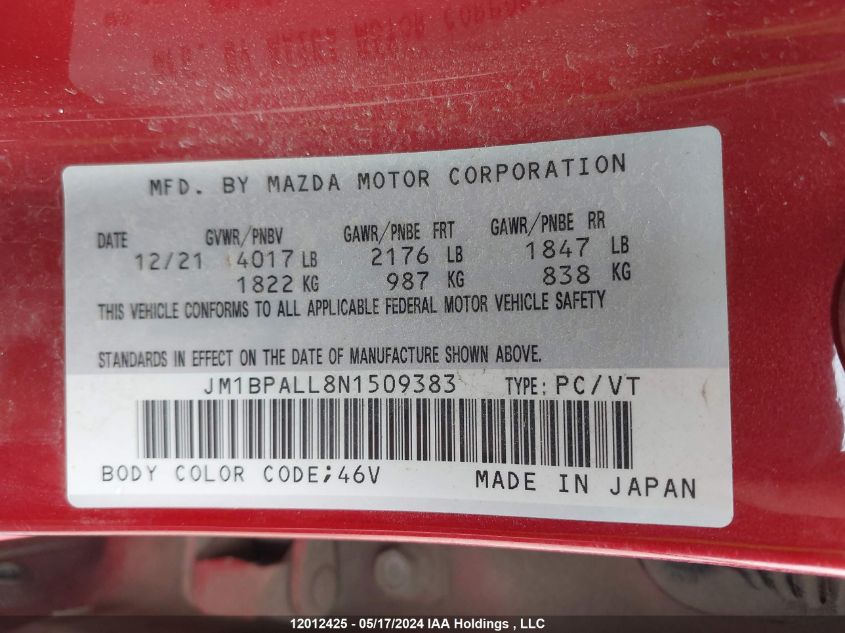 MFD. BY MAZDA MOTOR CORPORATION
DATE GVWR/PNBV GAWR/PNBE FRT GAWR/PNBE RR
12/21 4017 LB 2176 LB 1847 LB
1822 KG 987 KG 838 KG
THIS VEHICLE CONFORMS TO ALL APPLICABLE FEDERAL MOTOR VEHICLE SAFETY
STANDARDS IN EFFECT ON THE DATE OF MANUFACTURE SHOWN ABOVE.
JM1BPALL8N1509383 TYPE: PC/VT
BODY COLOR CODE;46V MADE IN JAPAN
12012425 - 05/17/2024 IAA Holdings , LLC